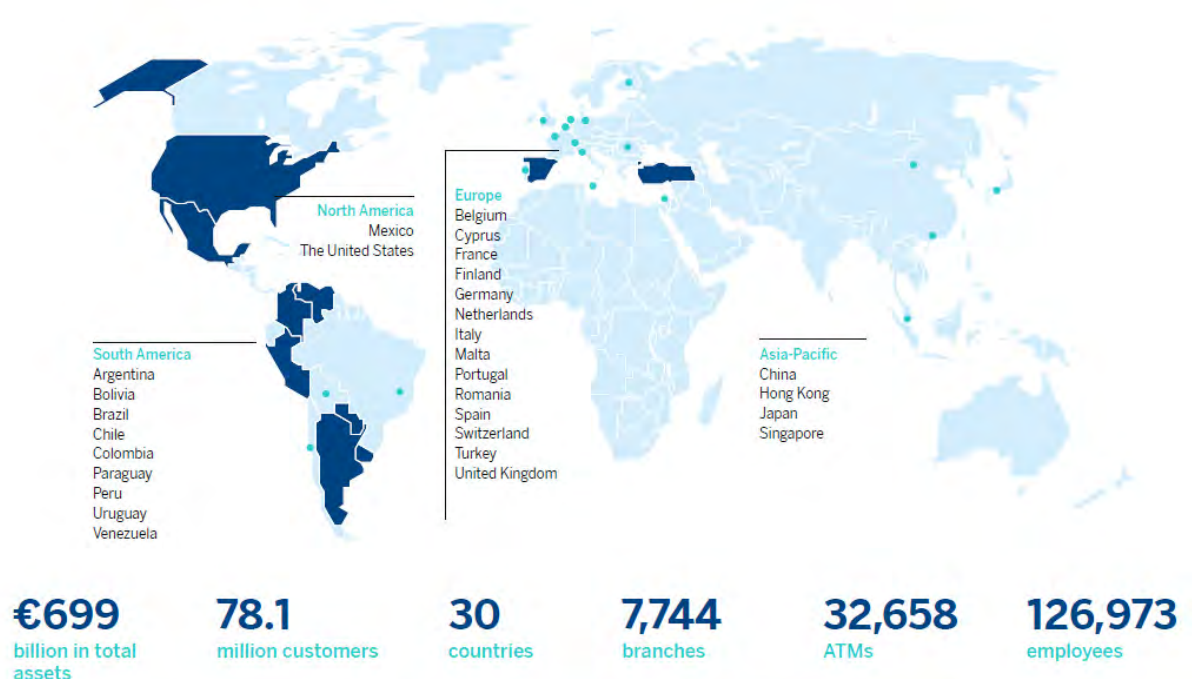 North America
Mexico
The United States
South America
Argentina
Bolivia
Brazil
Chile
Colombia
Paraguay
Peru
Uruguay
Venezuela
Europe
Belgium
Cyprus
France
Finland
Germany
Netherlands
Italy
Malta
Portugal
Romania
Spain
Switzerland
Turkey
United Kingdom
Asia-Pacific
China
Hong Kong
Japan
Singapore
€699
billion in total
assets
78.1
million customers
30
countries
7,744
branches
32,658
ATMs
126,973
employees